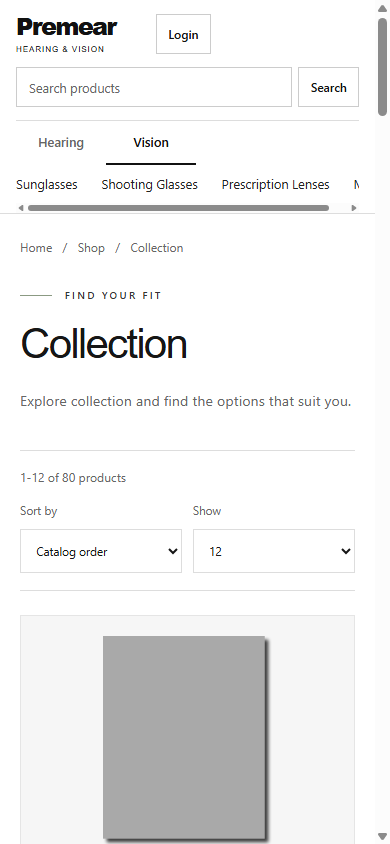 Premear
HEARING & VISION
Login
Search products
Search
Hearing
Vision
Sunglasses
Shooting Glasses
Prescription Lenses
Home / Shop / Collection
FIND YOUR FIT
Collection
Explore collection and find the options that suit you.
1-12 of 80 products
Sort by
Show
Catalog order
12